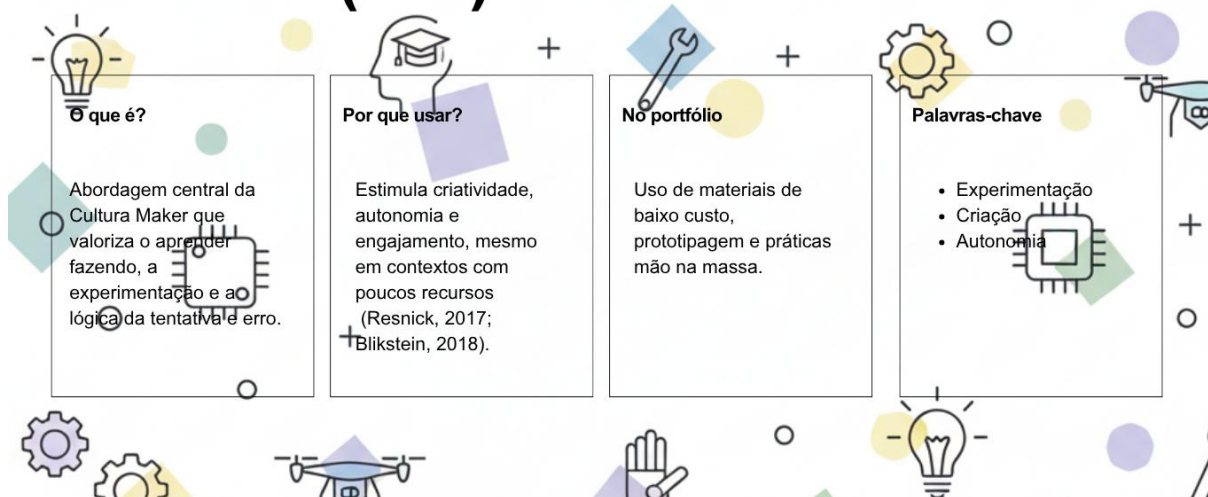 O que é?
Abordagem central da
Cultura Maker que
valoriza o aprender
fazendo, a
experimentação e a
lógica da tentativa e erro.
Por que usar?
Estimula criatividade,
autonomia e
engajamento, mesmo
em contextos com
poucos recursos
(Resnick, 2017;
Blikstein, 2018).
No portfólio
Uso de materiais de
baixo custo,
prototipagem e práticas
mão na massa.
Palavras-chave
• Experimentação
• Criação
• Autonomia